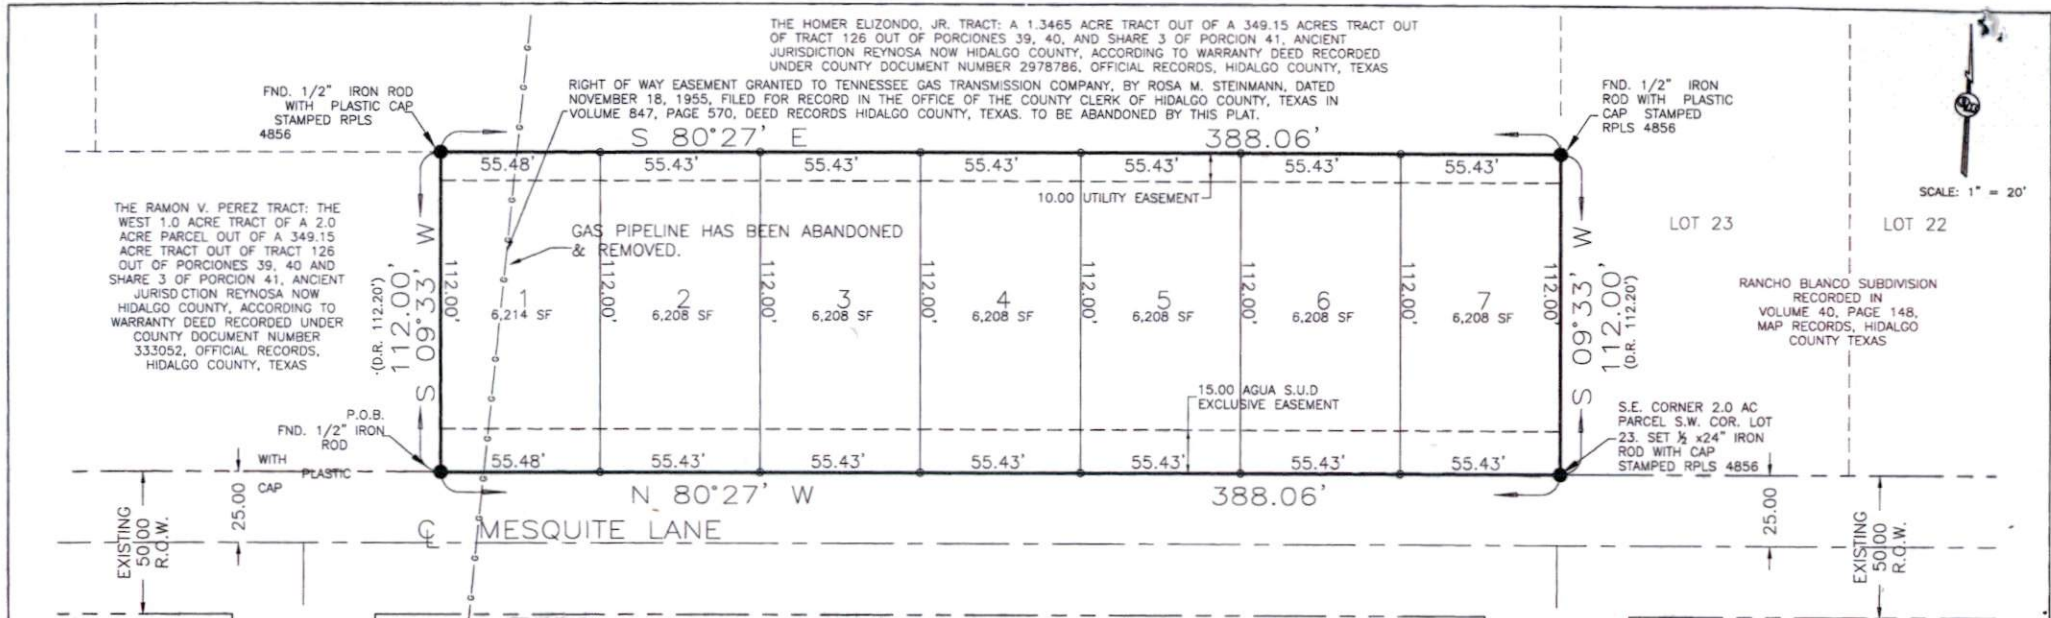 THE HOMER ELIZONDO, JR. TRACT: A 1.3465 ACRE TRACT OUT OF A 349.15 ACRES TRACT OUT
OF TRACT 126 OUT OF PORCIONES 39, 40, AND SHARE 3 OF PORCION 41, ANCIENT
JURISDICTION REYNOSA NOW HIDALGO COUNTY, ACCORDING TO WARRANTY DEED RECORDED
UNDER COUNTY DOCUMENT NUMBER 2978786, OFFICIAL RECORDS, HIDALGO COUNTY, TEXAS
FND. 1/2" IRON ROD
WITH PLASTIC CAP
STAMPED RPLS
4856
RIGHT OF WAY EASEMENT GRANTED TO TENNESSEE GAS TRANSMISSION COMPANY, BY ROSA M. STEINMANN, DATED
NOVEMBER 18, 1955, FILED FOR RECORD IN THE OFFICE OF THE COUNTY CLERK OF HIDALGO COUNTY, TEXAS IN
VOLUME 847, PAGE 570, DEED RECORDS HIDALGO COUNTY, TEXAS. TO BE ABANDONED BY THIS PLAT.
FND. 1/2" IRON
ROD WITH PLASTIC
CAP STAMPED
RPLS 4856
SCALE: 1" = 20'
S 80°27' E 388.06'
55.48' 55.43' 55.43' 55.43' 55.43' 55.43' 55.43'
10.00 UTILITY EASEMENT
THE RAMON V. PEREZ TRACT: THE
WEST 1.0 ACRE TRACT OF A 2.0
ACRE PARCEL OUT OF A 349.15
ACRE TRACT OUT OF TRACT 126
OUT OF PORCIONES 39, 40 AND
SHARE 3 OF PORCION 41, ANCIENT
JURISD CTION REYNOSA NOW
HIDALGO COUNTY, ACCORDING TO
WARRANTY DEED RECORDED UNDER
COUNTY DOCUMENT NUMBER
333052, OFFICIAL RECORDS,
HIDALGO COUNTY, TEXAS
(D.R. 112.20')
112.00'
S 09°33' W
GAS PIPELINE HAS BEEN ABANDONED
& REMOVED.
112.00' 112.00' 112.00' 112.00' 112.00' 112.00' 112.00' 112.00'
1 2 3 4 5 6 7
6,214 SF 6,208 SF 6,208 SF 6,208 SF 6,208 SF 6,208 SF 6,208 SF
S 09°33' W
112.00'
(D.R. 112.20')
LOT 23 LOT 22
RANCHO BLANCO SUBDIVISION
RECORDED IN
VOLUME 40, PAGE 148,
MAP RECORDS, HIDALGO
COUNTY TEXAS
15.00 AGUA S.U.D
EXCLUSIVE EASEMENT
P.O.B.
FND. 1/2" IRON
ROD
WITH PLASTIC
CAP
S.E. CORNER 2.0 AC
PARCEL S.W. COR. LOT
23. SET ½ x24" IRON
ROD WITH CAP
STAMPED RPLS 4856
55.48' 55.43' 55.43' 55.43' 55.43' 55.43' 55.43'
N 80°27' W 388.06'
℄ MESQUITE LANE
25.00
EXISTING
50.00
R.O.W.
25.00
EXISTING
50.00
R.O.W.
G G G G G G G G G G G